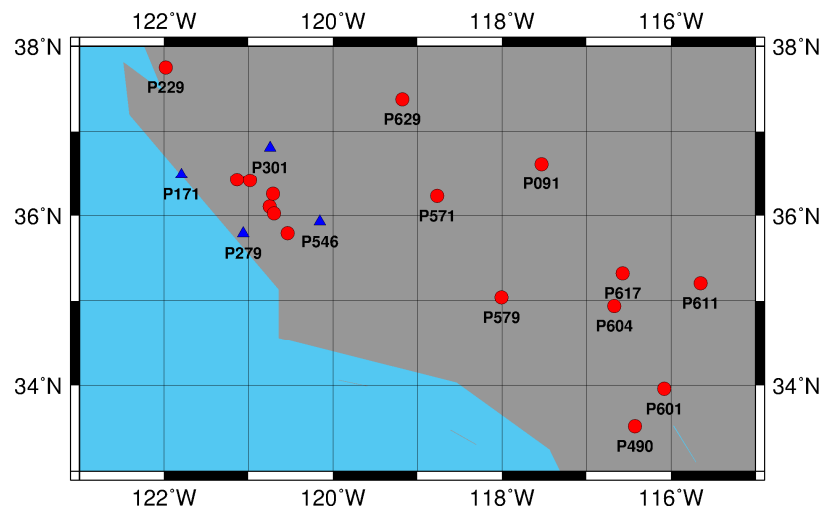 122˚W 120˚W 118˚W 116˚W
38˚N 38˚N
P229
P629
P301
P091
P171
P571
36˚N 36˚N
P546
P279
P617
P611
P579
P604
34˚N 34˚N
P601
P490
122˚W 120˚W 118˚W 116˚W